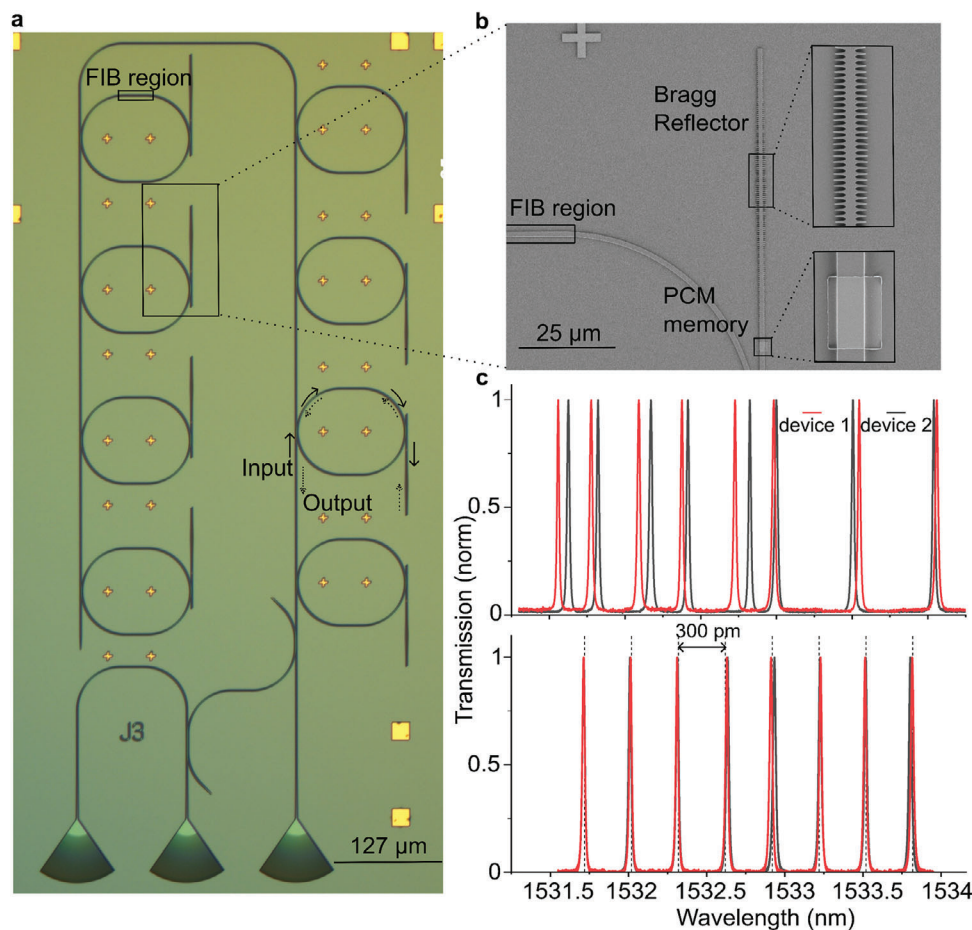 a
FIB region
Input
Output
J3
127 μm
b
Bragg
Reflector
FIB region
PCM
memory
25 μm
c
device 1 device 2
Transmission (norm)
1
0.5
0
300 pm
1
0.5
0
1531.5 1532 1532.5 1533 1533.5 1534
Wavelength (nm)